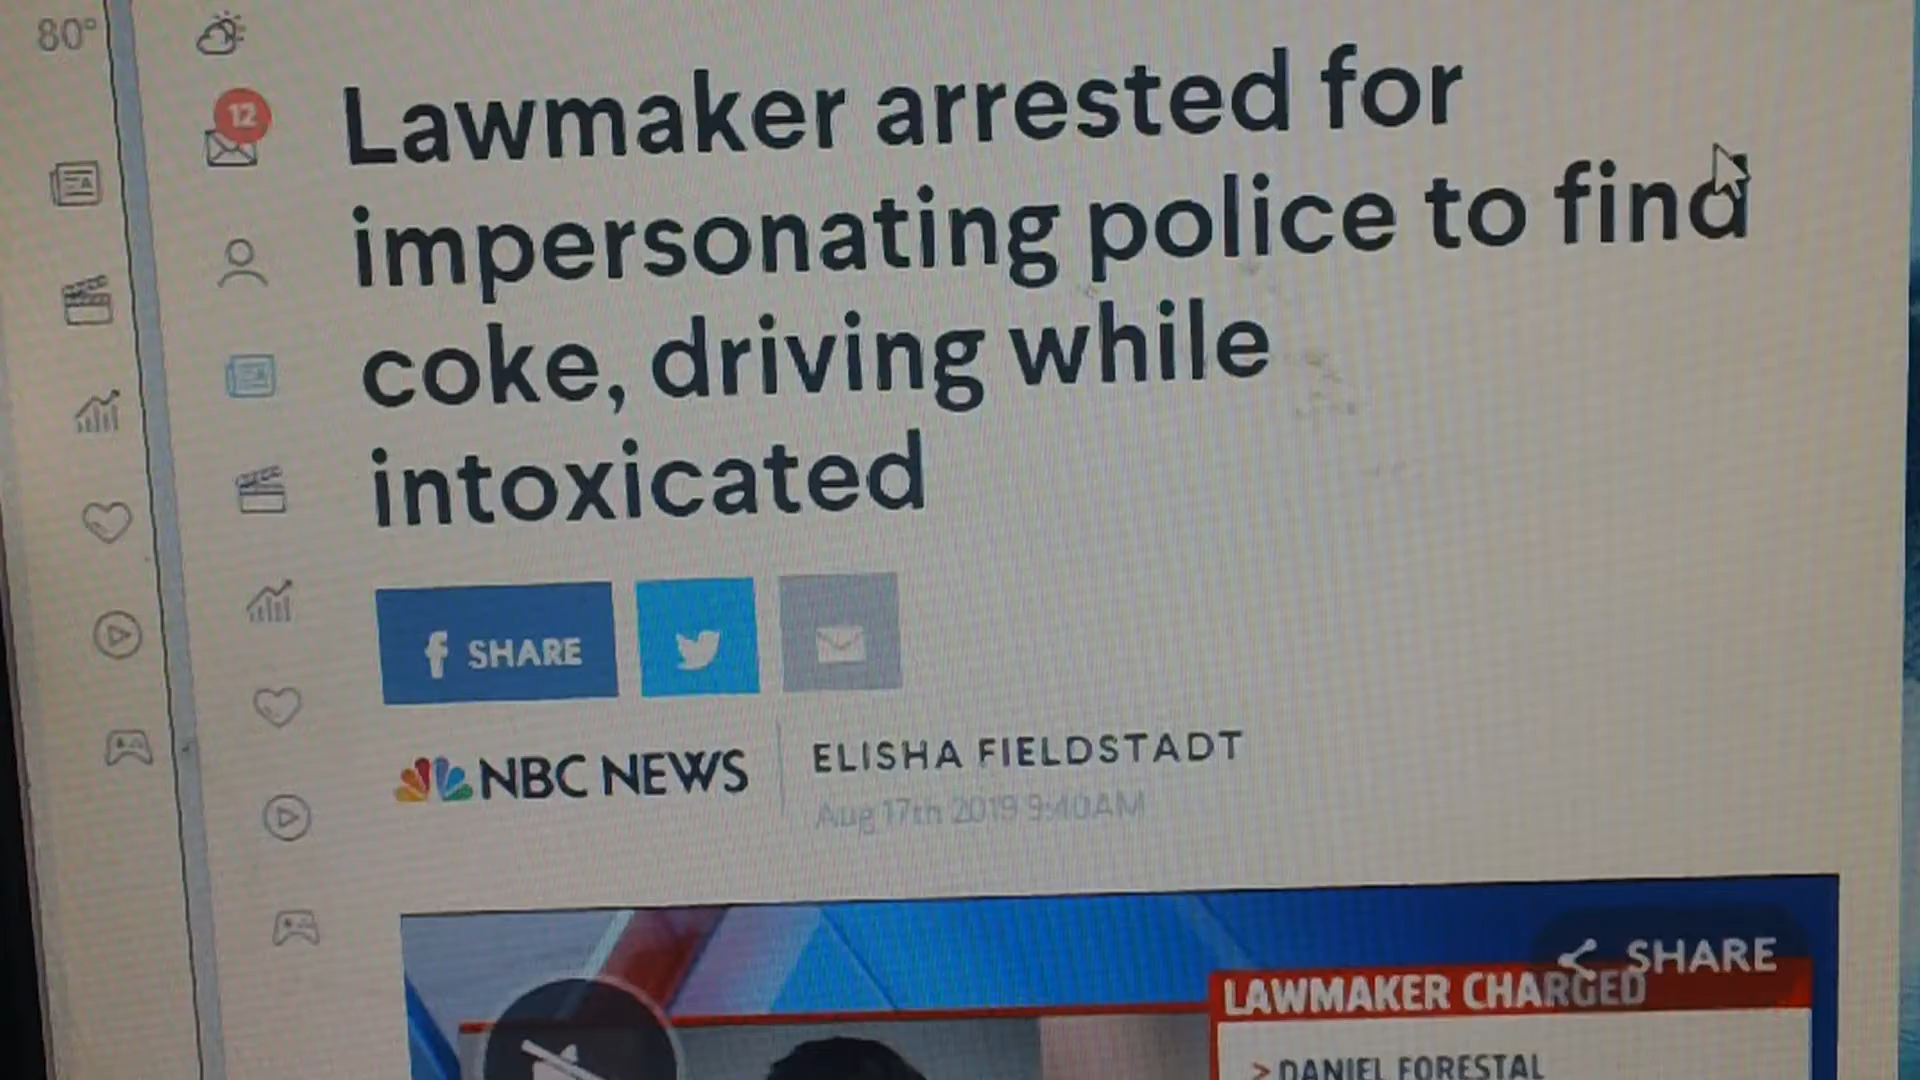 80°
12
Lawmaker arrested for
impersonating police to find
coke, driving while
intoxicated
f SHARE
NBC NEWS
ELISHA FIELDSTADT
Aug 17th 2019 9:40AM
SHARE
LAWMAKER CHARGED
> DANIEL FORESTAL